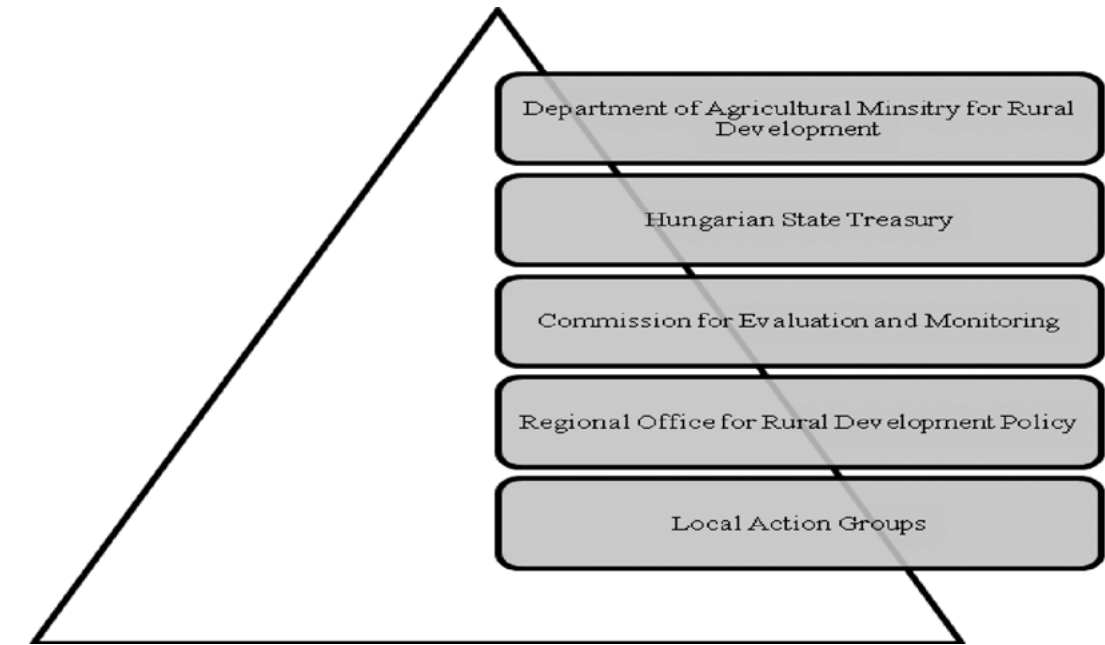 Department of Agricultural Minsitry for Rural
Development
Hungarian State Treasury
Commission for Evaluation and Monitoring
Regional Office for Rural Development Policy
Local Action Groups